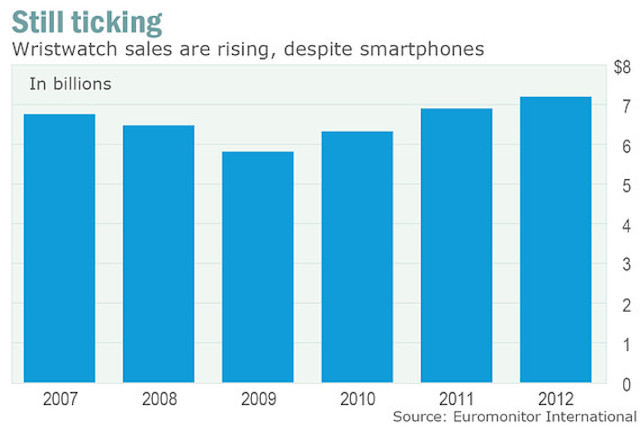 Still ticking
Wristwatch sales are rising, despite smartphones
In billions
$8
7
6
5
4
3
2
1
0
2007 2008 2009 2010 2011 2012
Source: Euromonitor International